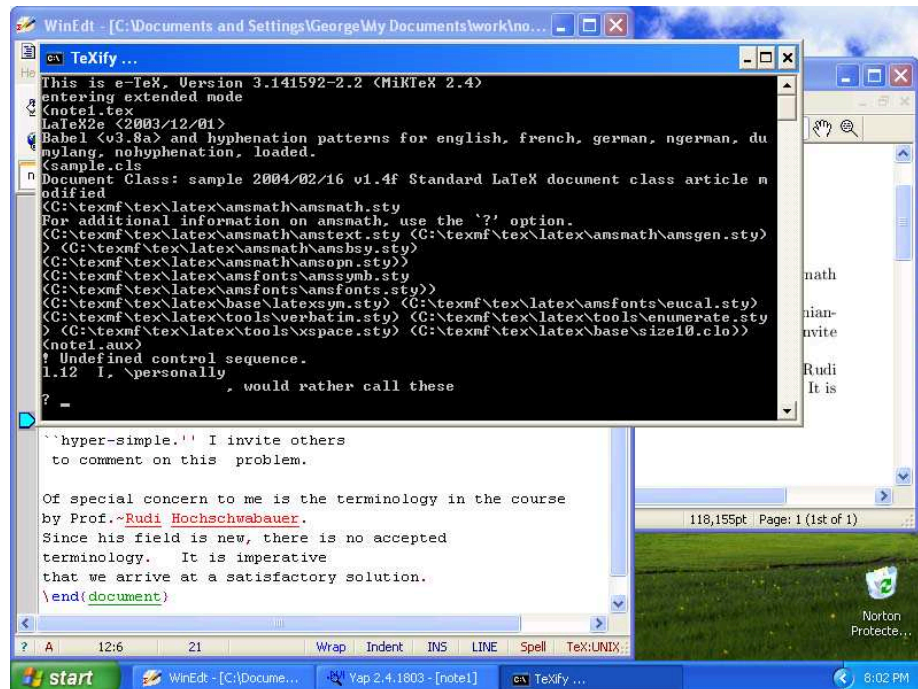 WinEdt - [C:\Documents and Settings\George\My Documents\work\no...
TeXify ...
This is e-TeX, Version 3.141592-2.2 (MiKTeX 2.4)
entering extended mode
(note1.tex
LaTeX2e <2003/12/01>
Babel <v3.8a> and hyphenation patterns for english, french, german, ngerman, du
mylang, nohyphenation, loaded.
(sample.cls
Document Class: sample 2004/02/16 v1.4f Standard LaTeX document class article m
odified
(C:\texmf\tex\latex\amsmath\amsmath.sty
For additional information on amsmath, use the `?' option.
(C:\texmf\tex\latex\amsmath\amstext.sty (C:\texmf\tex\latex\amsmath\amsgen.sty)
) (C:\texmf\tex\latex\amsmath\amsbsy.sty)
(C:\texmf\tex\latex\amsmath\amsopn.sty))
(C:\texmf\tex\latex\amsfonts\amssymb.sty
(C:\texmf\tex\latex\amsfonts\amsfonts.sty))
(C:\texmf\tex\latex\base\latexsym.sty) (C:\texmf\tex\latex\amsfonts\eucal.sty)
(C:\texmf\tex\latex\tools\verbatim.sty) (C:\texmf\tex\latex\tools\enumerate.sty
) (C:\texmf\tex\latex\tools\xspace.sty) (C:\texmf\tex\latex\base\size10.clo))
(note1.aux)
! Undefined control sequence.
l.12 I, \personally
, would rather call these
? _
math
nian-
nvite
Rudi
It is
``hyper-simple.'' I invite others
to comment on this problem.
Of special concern to me is the terminology in the course
by Prof.~Rudi Hochschwabauer.
Since his field is new, there is no accepted
terminology. It is imperative
that we arrive at a satisfactory solution.
\end{document}
118,155pt Page: 1 (1st of 1)
Norton
Protecte...
? A 12:6 21 Wrap Indent INS LINE Spell TeX:UNIX
start WinEdt - [C:\Docume... Yap 2.4.1803 - [note1] TeXify ... 8:02 PM